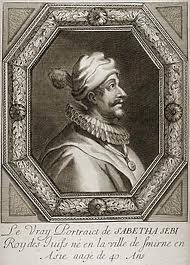 Le Vray Portraict de SABETHA SEBI
Roy des Juifs né en la ville de Smirne en
Asie aage de 40 Ans